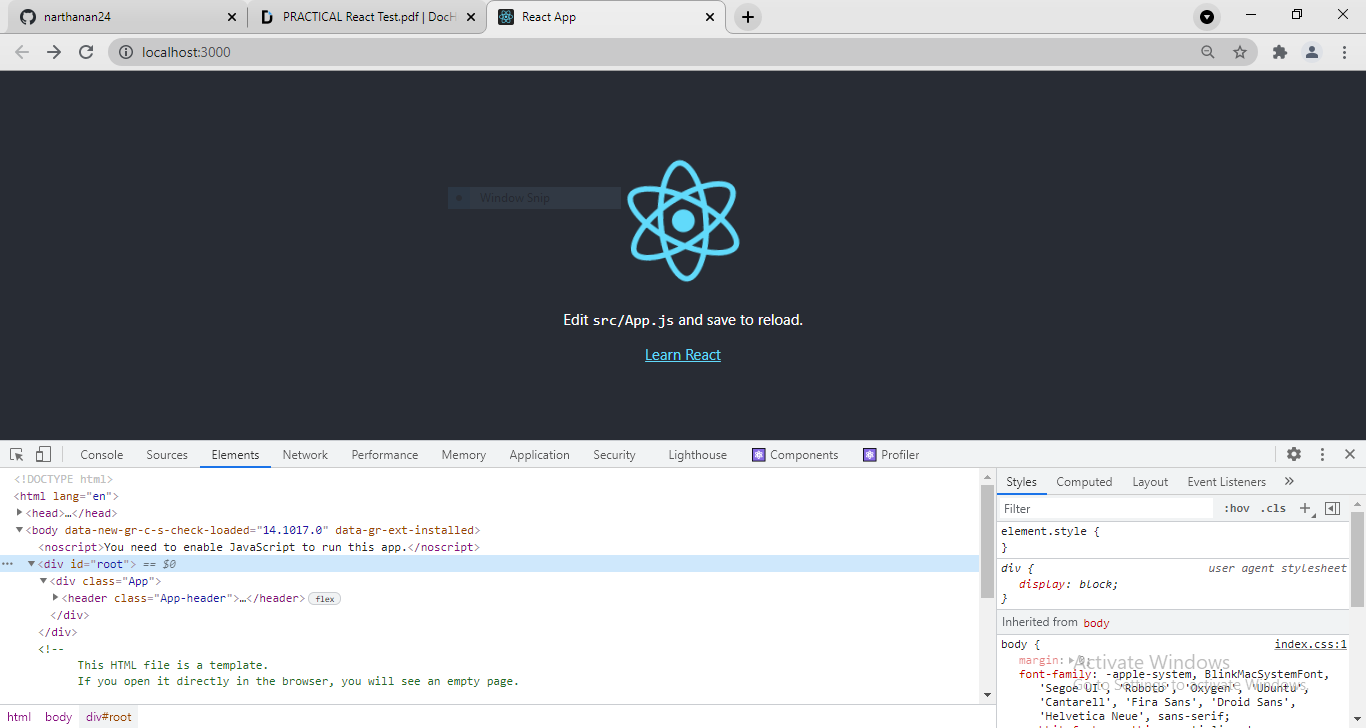 narthanan24
PRACTICAL React Test.pdf | DocH
React App
localhost:3000
Window Snip
Edit src/App.js and save to reload.
Learn React
Console Sources Elements Network Performance Memory Application Security Lighthouse Components Profiler
<!DOCTYPE html>
<html lang="en">
<head>…</head>
<body data-new-gr-c-s-check-loaded="14.1017.0" data-gr-ext-installed>
<noscript>You need to enable JavaScript to run this app.</noscript>
<div id="root"> == $0
<div class="App">
<header class="App-header">…</header> flex
</div>
</div>
<!--
This HTML file is a template.
If you open it directly in the browser, you will see an empty page.
html body div#root
Styles Computed Layout Event Listeners »
Filter :hov .cls
element.style {
}
div { user agent stylesheet
display: block;
}
Inherited from body
body { index.css:1
margin: 0;
font-family: -apple-system, BlinkMacSystemFont,
'Segoe UI', 'Roboto', 'Oxygen', 'Ubuntu',
'Cantarell', 'Fira Sans', 'Droid Sans',
'Helvetica Neue', sans-serif;
Activate Windows
Go to Settings to activate Windows.